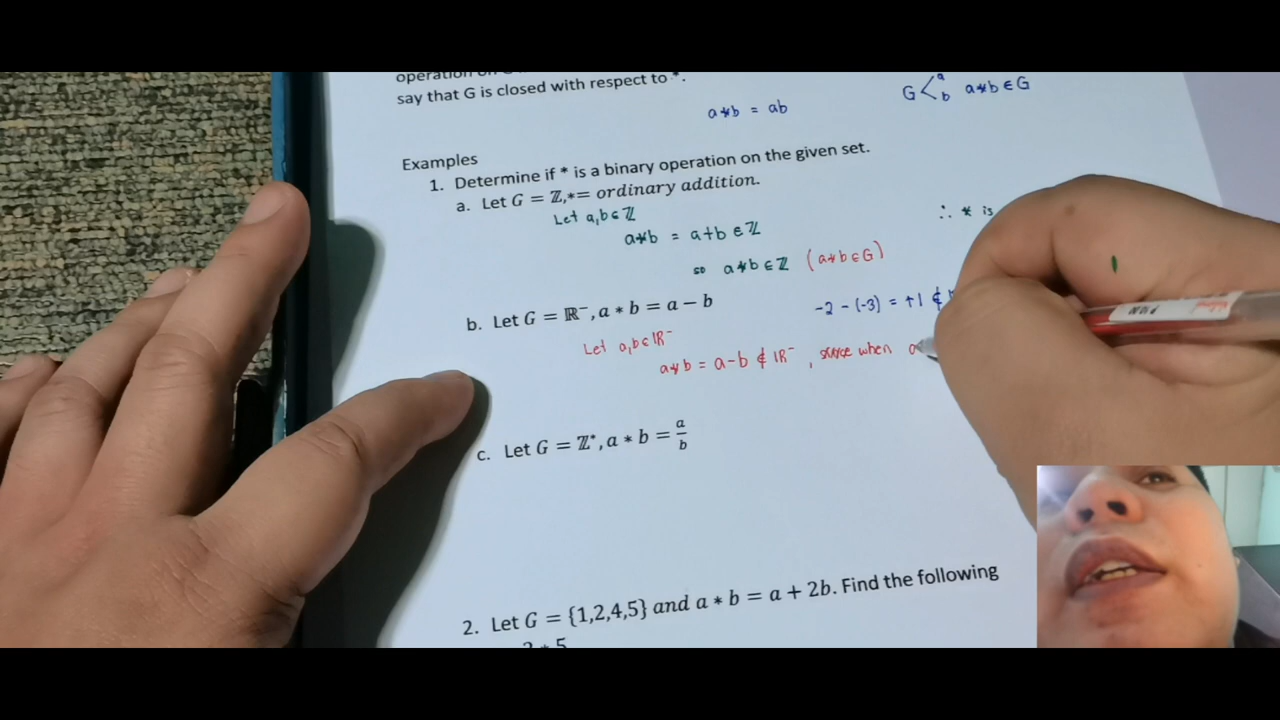 say that G is closed with respect to *.
a*b = ab
G < a b a*b ∈ G
Examples
1. Determine if * is a binary operation on the given set.
a. Let G = ℤ,*= ordinary addition.
Let a,b ∈ ℤ
∴ * is
a*b = a+b ∈ ℤ
so a*b ∈ ℤ (a*b ∈ G)
b. Let G = ℝ⁻, a * b = a − b
-2 - (-3) = +1 ∉
Let a,b ∈ ℝ⁻
a*b = a-b ∉ ℝ⁻ , since when a
c. Let G = ℤ*, a * b = a/b
2. Let G = {1,2,4,5} and a * b = a + 2b. Find the following